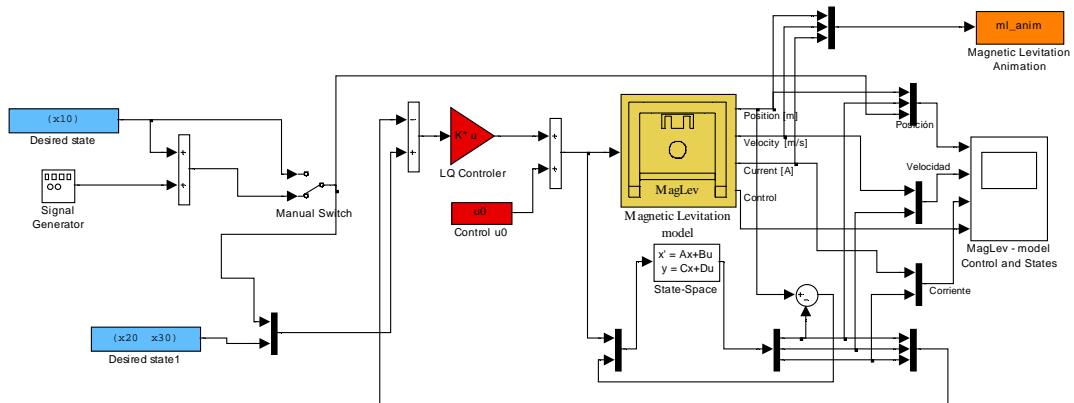 ml_anim
Magnetic Levitation
Animation
(x10)
Desired state
Signal
Generator
+
+
Manual Switch
−
+
K* u
LQ Controler
u0
Control u0
+
+
MagLev
Magnetic Levitation
model
Position [m]
Velocity [m/s]
Current [A]
Control
Posición
Velocidad
Corriente
MagLev - model
Control and States
x' = Ax+Bu
y = Cx+Du
State-Space
+
−
(x20 x30)
Desired state1